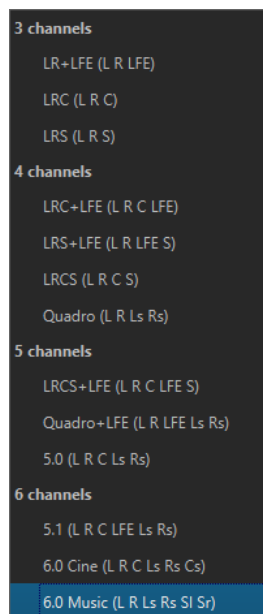 3 channels
LR+LFE (L R LFE)
LRC (L R C)
LRS (L R S)
4 channels
LRC+LFE (L R C LFE)
LRS+LFE (L R LFE S)
LRCS (L R C S)
Quadro (L R Ls Rs)
5 channels
LRCS+LFE (L R C LFE S)
Quadro+LFE (L R LFE Ls Rs)
5.0 (L R C Ls Rs)
6 channels
5.1 (L R C LFE Ls Rs)
6.0 Cine (L R C Ls Rs Cs)
6.0 Music (L R Ls Rs Sl Sr)